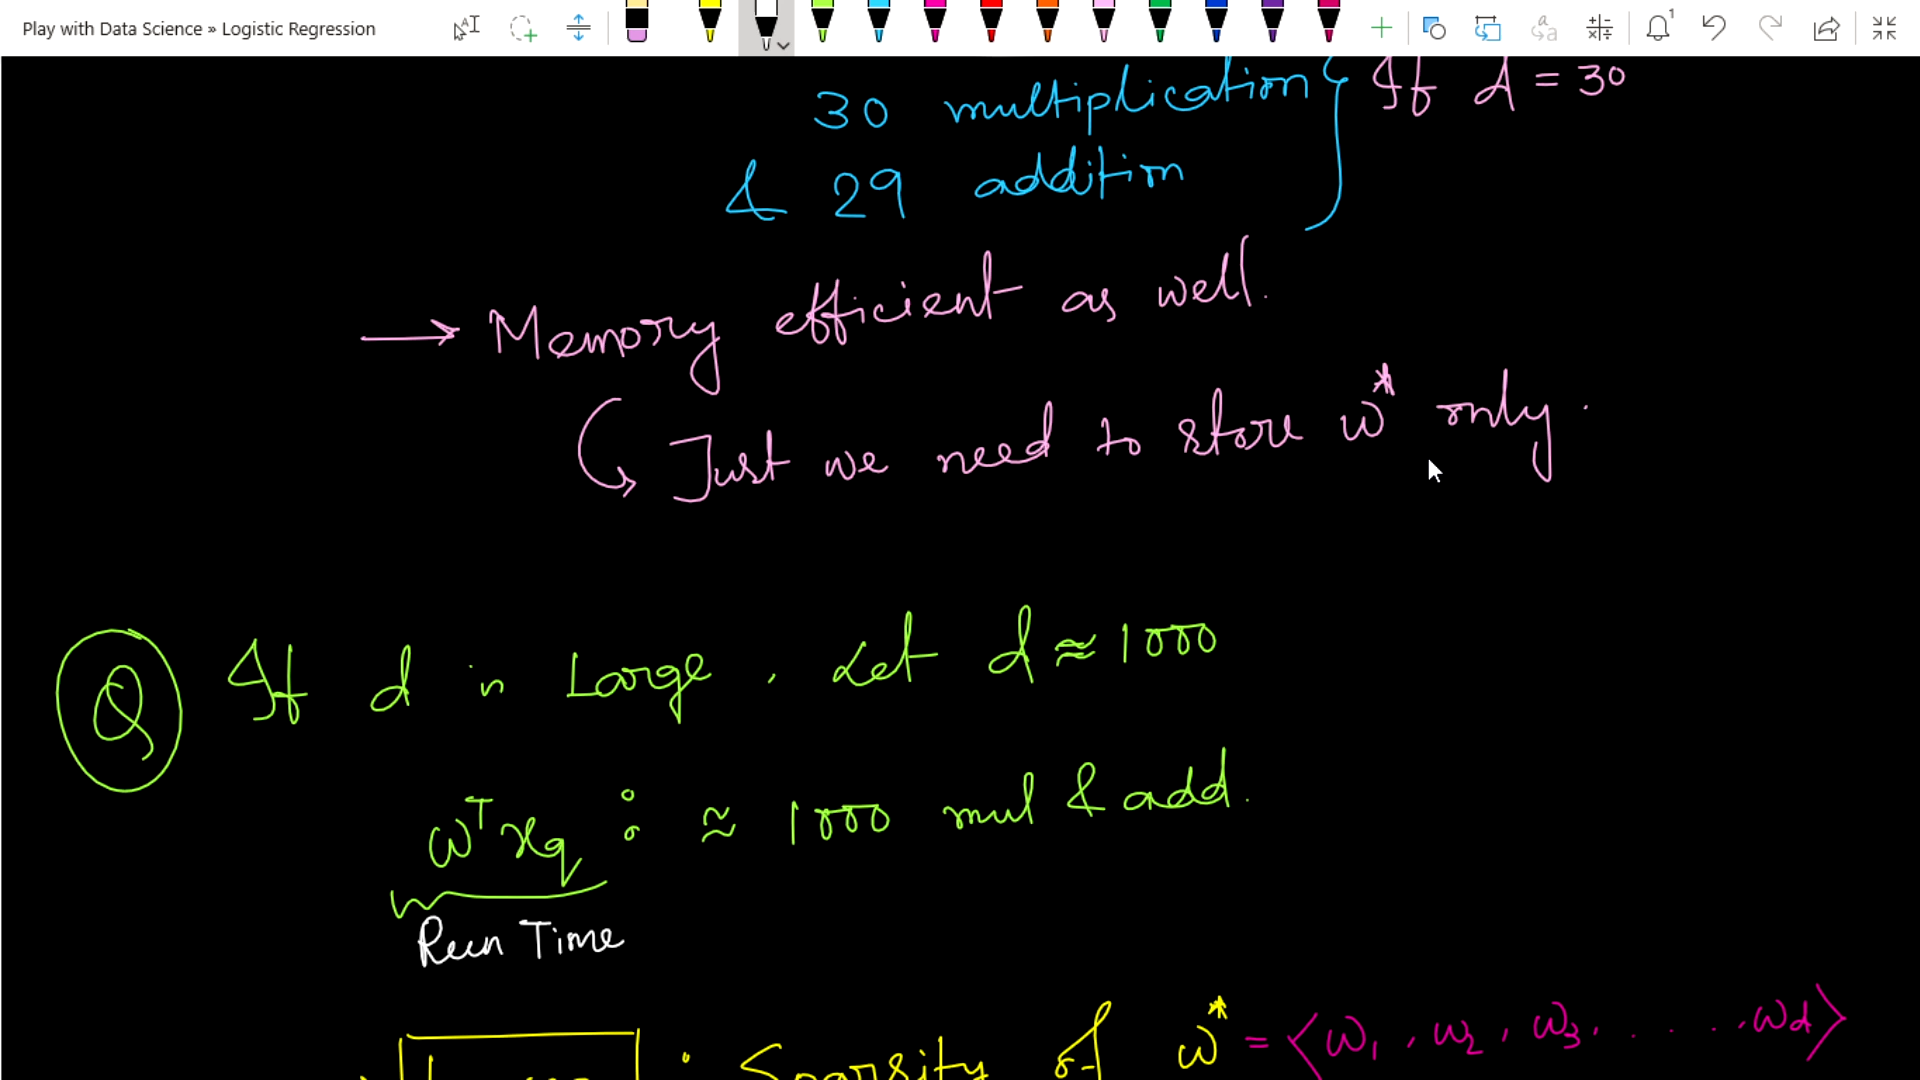 Play with Data Science » Logistic Regression
30 multiplication
& 29 addition
If d = 30
→ Memory efficient as well.
Just we need to store w* only.
Q If d is Large, Let d ≈ 1000
wᵀxq : ≈ 1000 mul & add.
Run Time
: Sparsity of w* = <w₁, w₂, w₃, . . . . . . . wd>